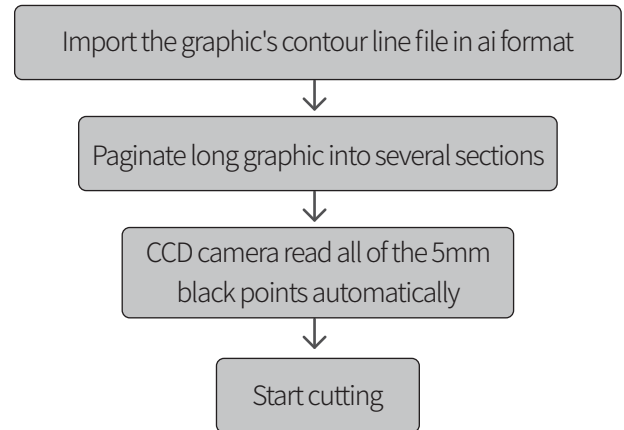 Import the graphic's contour line file in ai format
Paginate long graphic into several sections
CCD camera read all of the 5mm
black points automatically
Start cutting